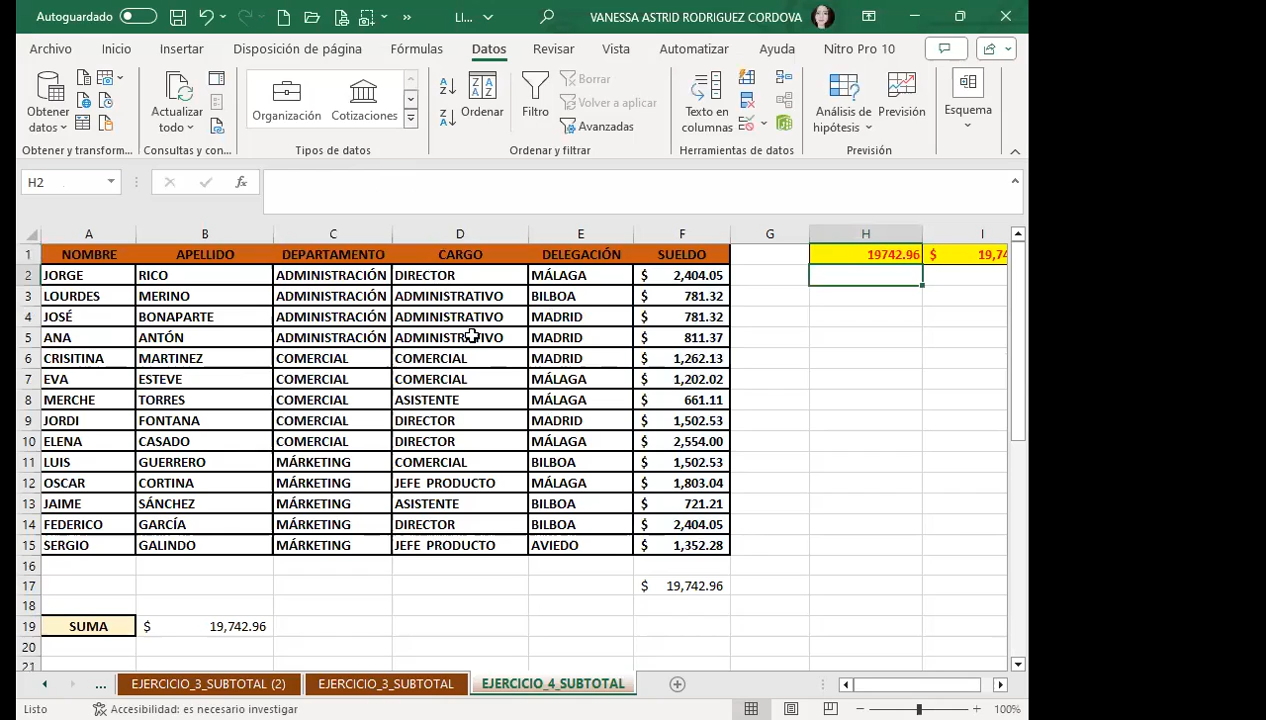 Autoguardado LI... VANESSA ASTRID RODRIGUEZ CORDOVA
Archivo Inicio Insertar Disposición de página Fórmulas Datos Revisar Vista Automatizar Ayuda Nitro Pro 10
Obtener datos
Actualizar todo
Organización Cotizaciones
Ordenar
Filtro
Borrar
Volver a aplicar
Avanzadas
Texto en columnas
Análisis de hipótesis
Previsión
Esquema
Obtener y transform... Consultas y con... Tipos de datos Ordenar y filtrar Herramientas de datos Previsión
H2 fx
A B C D E F G H I
1 NOMBRE APELLIDO DEPARTAMENTO CARGO DELEGACIÓN SUELDO 19742.96 $ 19,74
2 JORGE RICO ADMINISTRACIÓN DIRECTOR MÁLAGA $ 2,404.05
3 LOURDES MERINO ADMINISTRACIÓN ADMINISTRATIVO BILBOA $ 781.32
4 JOSÉ BONAPARTE ADMINISTRACIÓN ADMINISTRATIVO MADRID $ 781.32
5 ANA ANTÓN ADMINISTRACIÓN ADMINISTRATIVO MADRID $ 811.37
6 CRISITINA MARTINEZ COMERCIAL COMERCIAL MADRID $ 1,262.13
7 EVA ESTEVE COMERCIAL COMERCIAL MÁLAGA $ 1,202.02
8 MERCHE TORRES COMERCIAL ASISTENTE MÁLAGA $ 661.11
9 JORDI FONTANA COMERCIAL DIRECTOR MADRID $ 1,502.53
10 ELENA CASADO COMERCIAL DIRECTOR MÁLAGA $ 2,554.00
11 LUIS GUERRERO MÁRKETING COMERCIAL BILBOA $ 1,502.53
12 OSCAR CORTINA MÁRKETING JEFE PRODUCTO MÁLAGA $ 1,803.04
13 JAIME SÁNCHEZ MÁRKETING ASISTENTE BILBOA $ 721.21
14 FEDERICO GARCÍA MÁRKETING DIRECTOR BILBOA $ 2,404.05
15 SERGIO GALINDO MÁRKETING JEFE PRODUCTO AVIEDO $ 1,352.28
16
17 $ 19,742.96
18
19 SUMA $ 19,742.96
20
21
... EJERCICIO_3_SUBTOTAL (2) EJERCICIO_3_SUBTOTAL EJERCICIO_4_SUBTOTAL
Listo Accesibilidad: es necesario investigar 100%